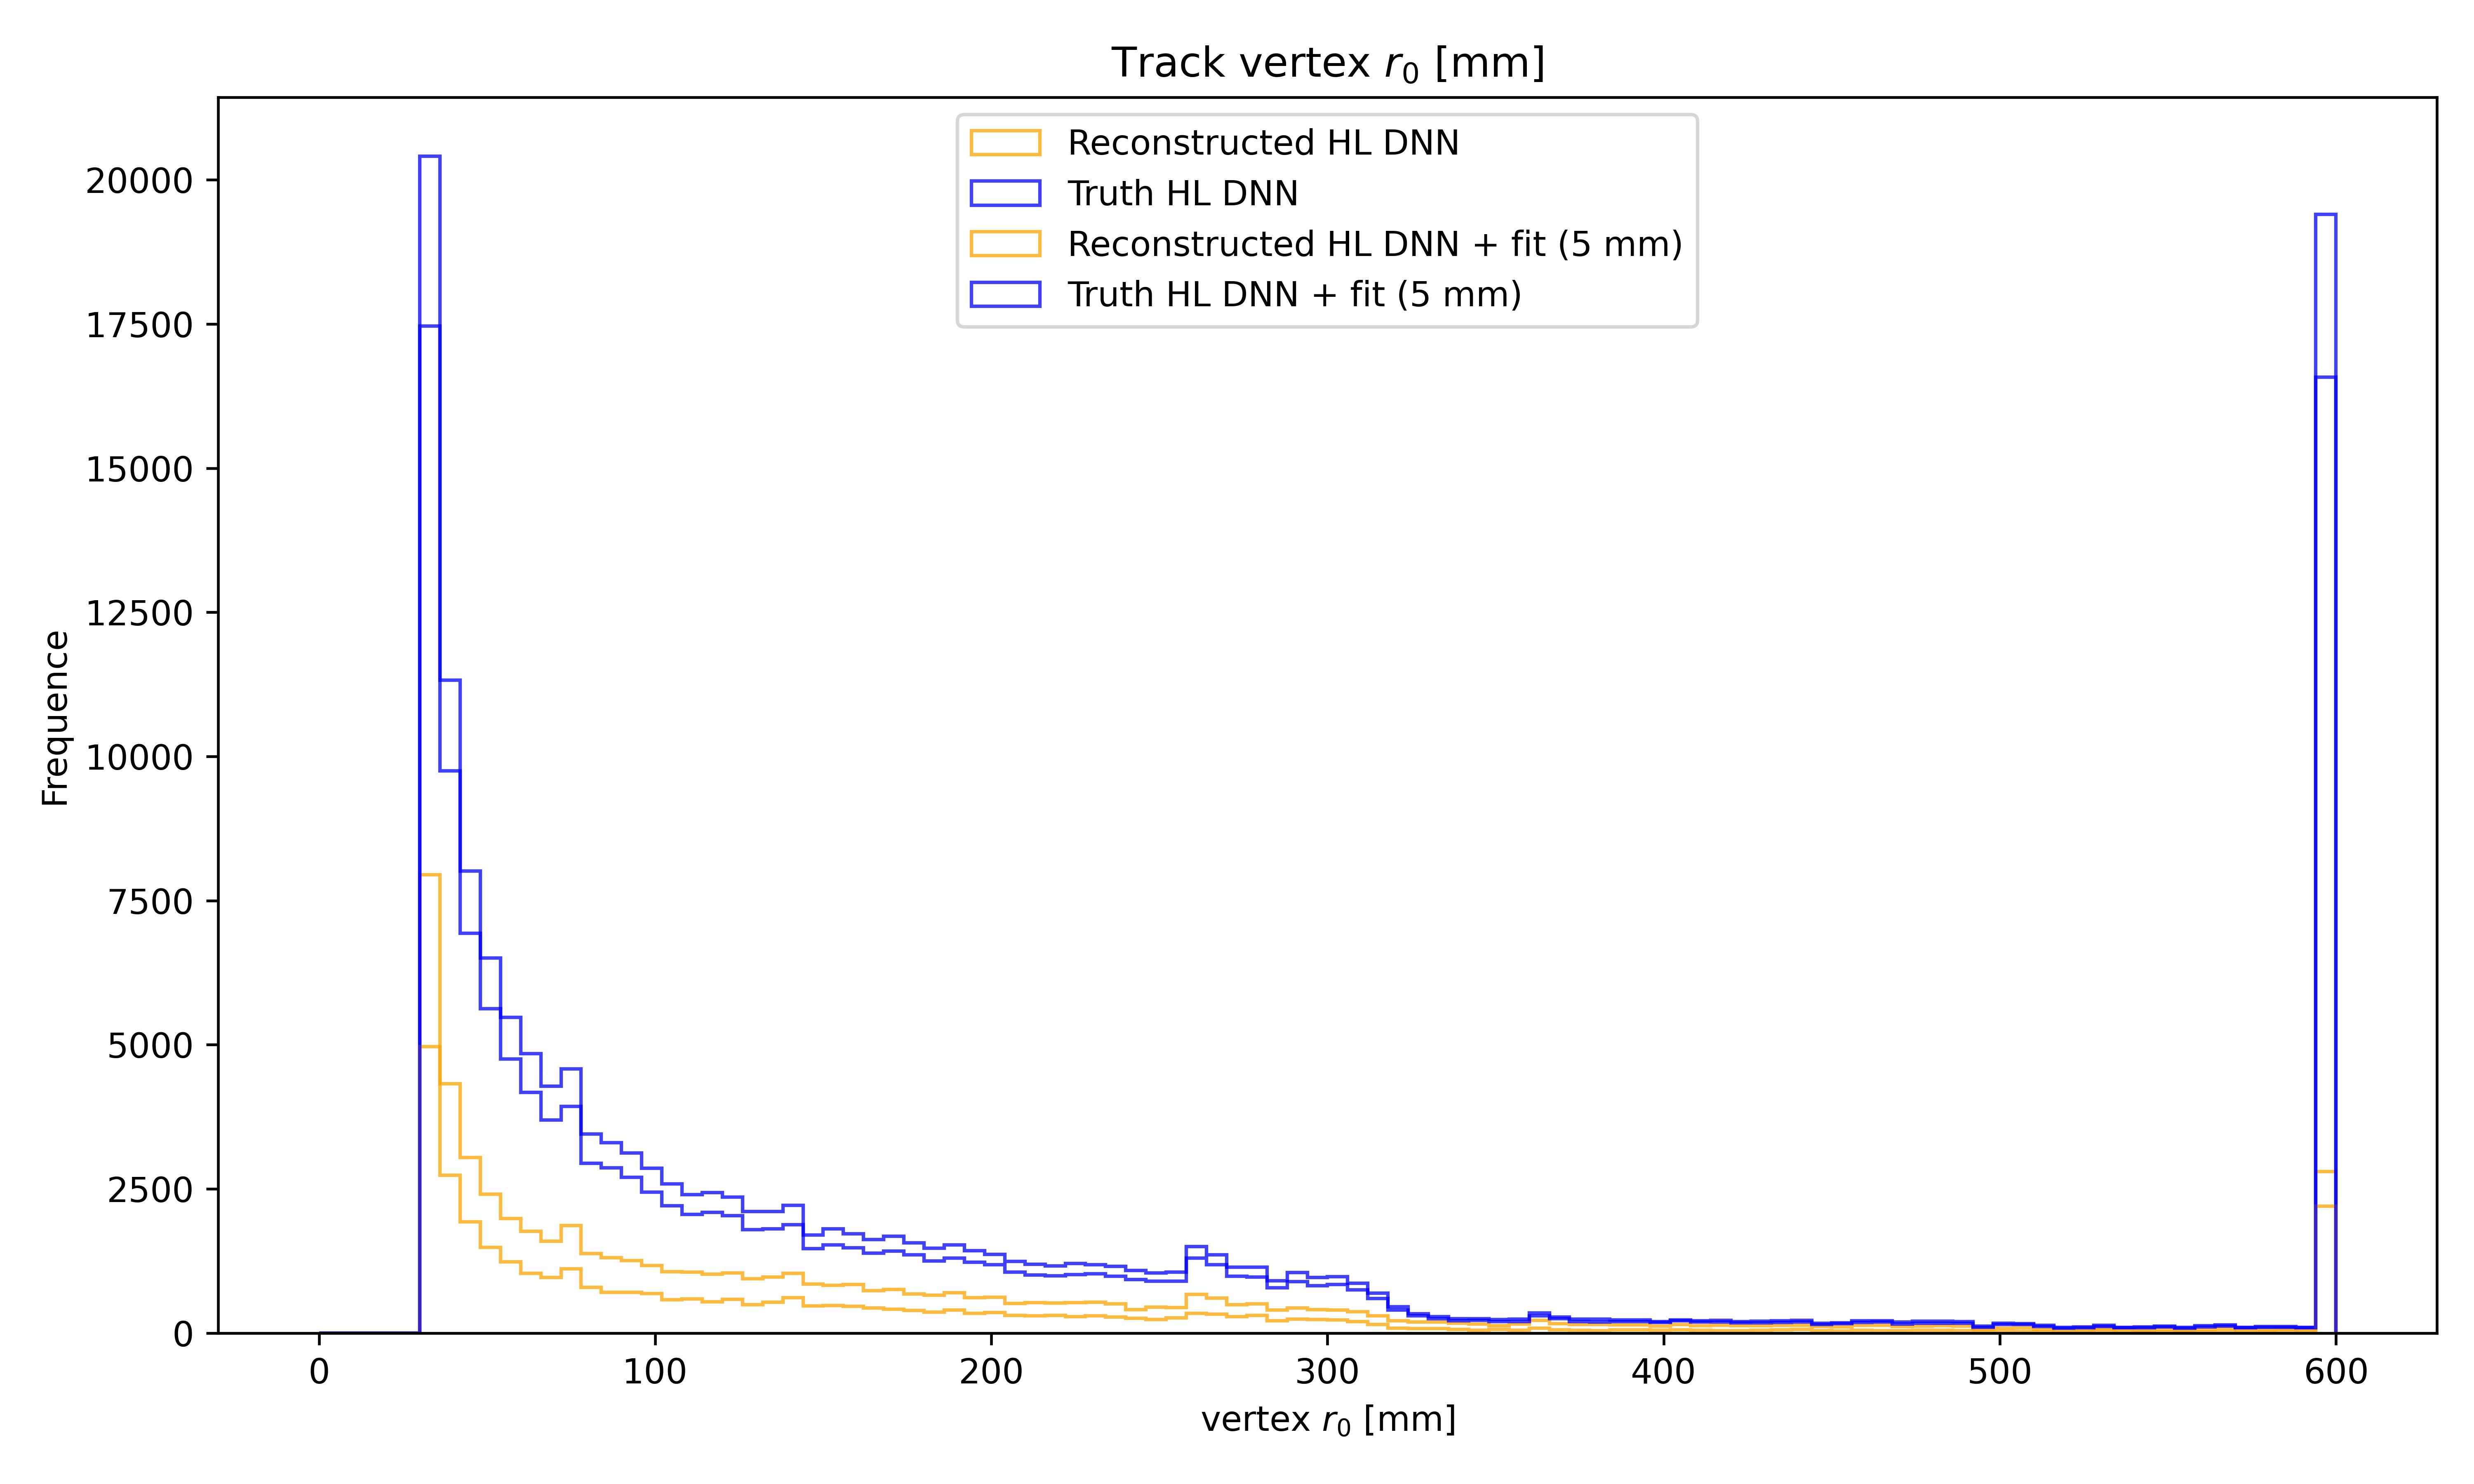 Track vertex r₀ [mm]
Reconstructed HL DNN
Truth HL DNN
Reconstructed HL DNN + fit (5 mm)
Truth HL DNN + fit (5 mm)
20000
17500
15000
12500
10000
7500
5000
2500
0
Frequence
0 100 200 300 400 500 600
vertex r₀ [mm]